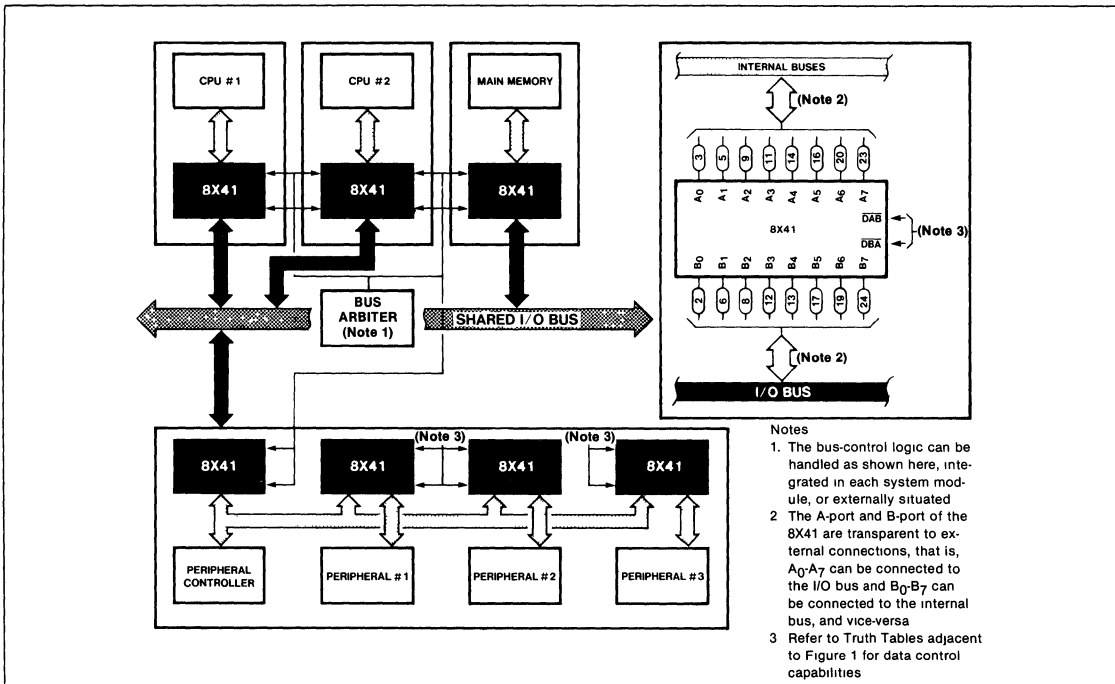 CPU #1
CPU #2
MAIN MEMORY
8X41
8X41
8X41
BUS
ARBITER
(Note 1)
SHARED I/O BUS
(Note 3)
(Note 3)
8X41
8X41
8X41
8X41
PERIPHERAL
CONTROLLER
PERIPHERAL #1
PERIPHERAL #2
PERIPHERAL #3
INTERNAL BUSES
(Note 2)
3 5 9 11 14 16 20 23
A0 A1 A2 A3 A4 A5 A6 A7
DAB
8X41
(Note 3)
DBA
B0 B1 B2 B3 B4 B5 B6 B7
2 6 8 12 13 17 19 24
(Note 2)
I/O BUS
Notes
1. The bus-control logic can be
handled as shown here, inte-
grated in each system mod-
ule, or externally situated
2 The A-port and B-port of the
8X41 are transparent to ex-
ternal connections, that is,
A0-A7 can be connected to
the I/O bus and B0-B7 can
be connected to the internal
bus, and vice-versa
3 Refer to Truth Tables adjacent
to Figure 1 for data control
capabilities